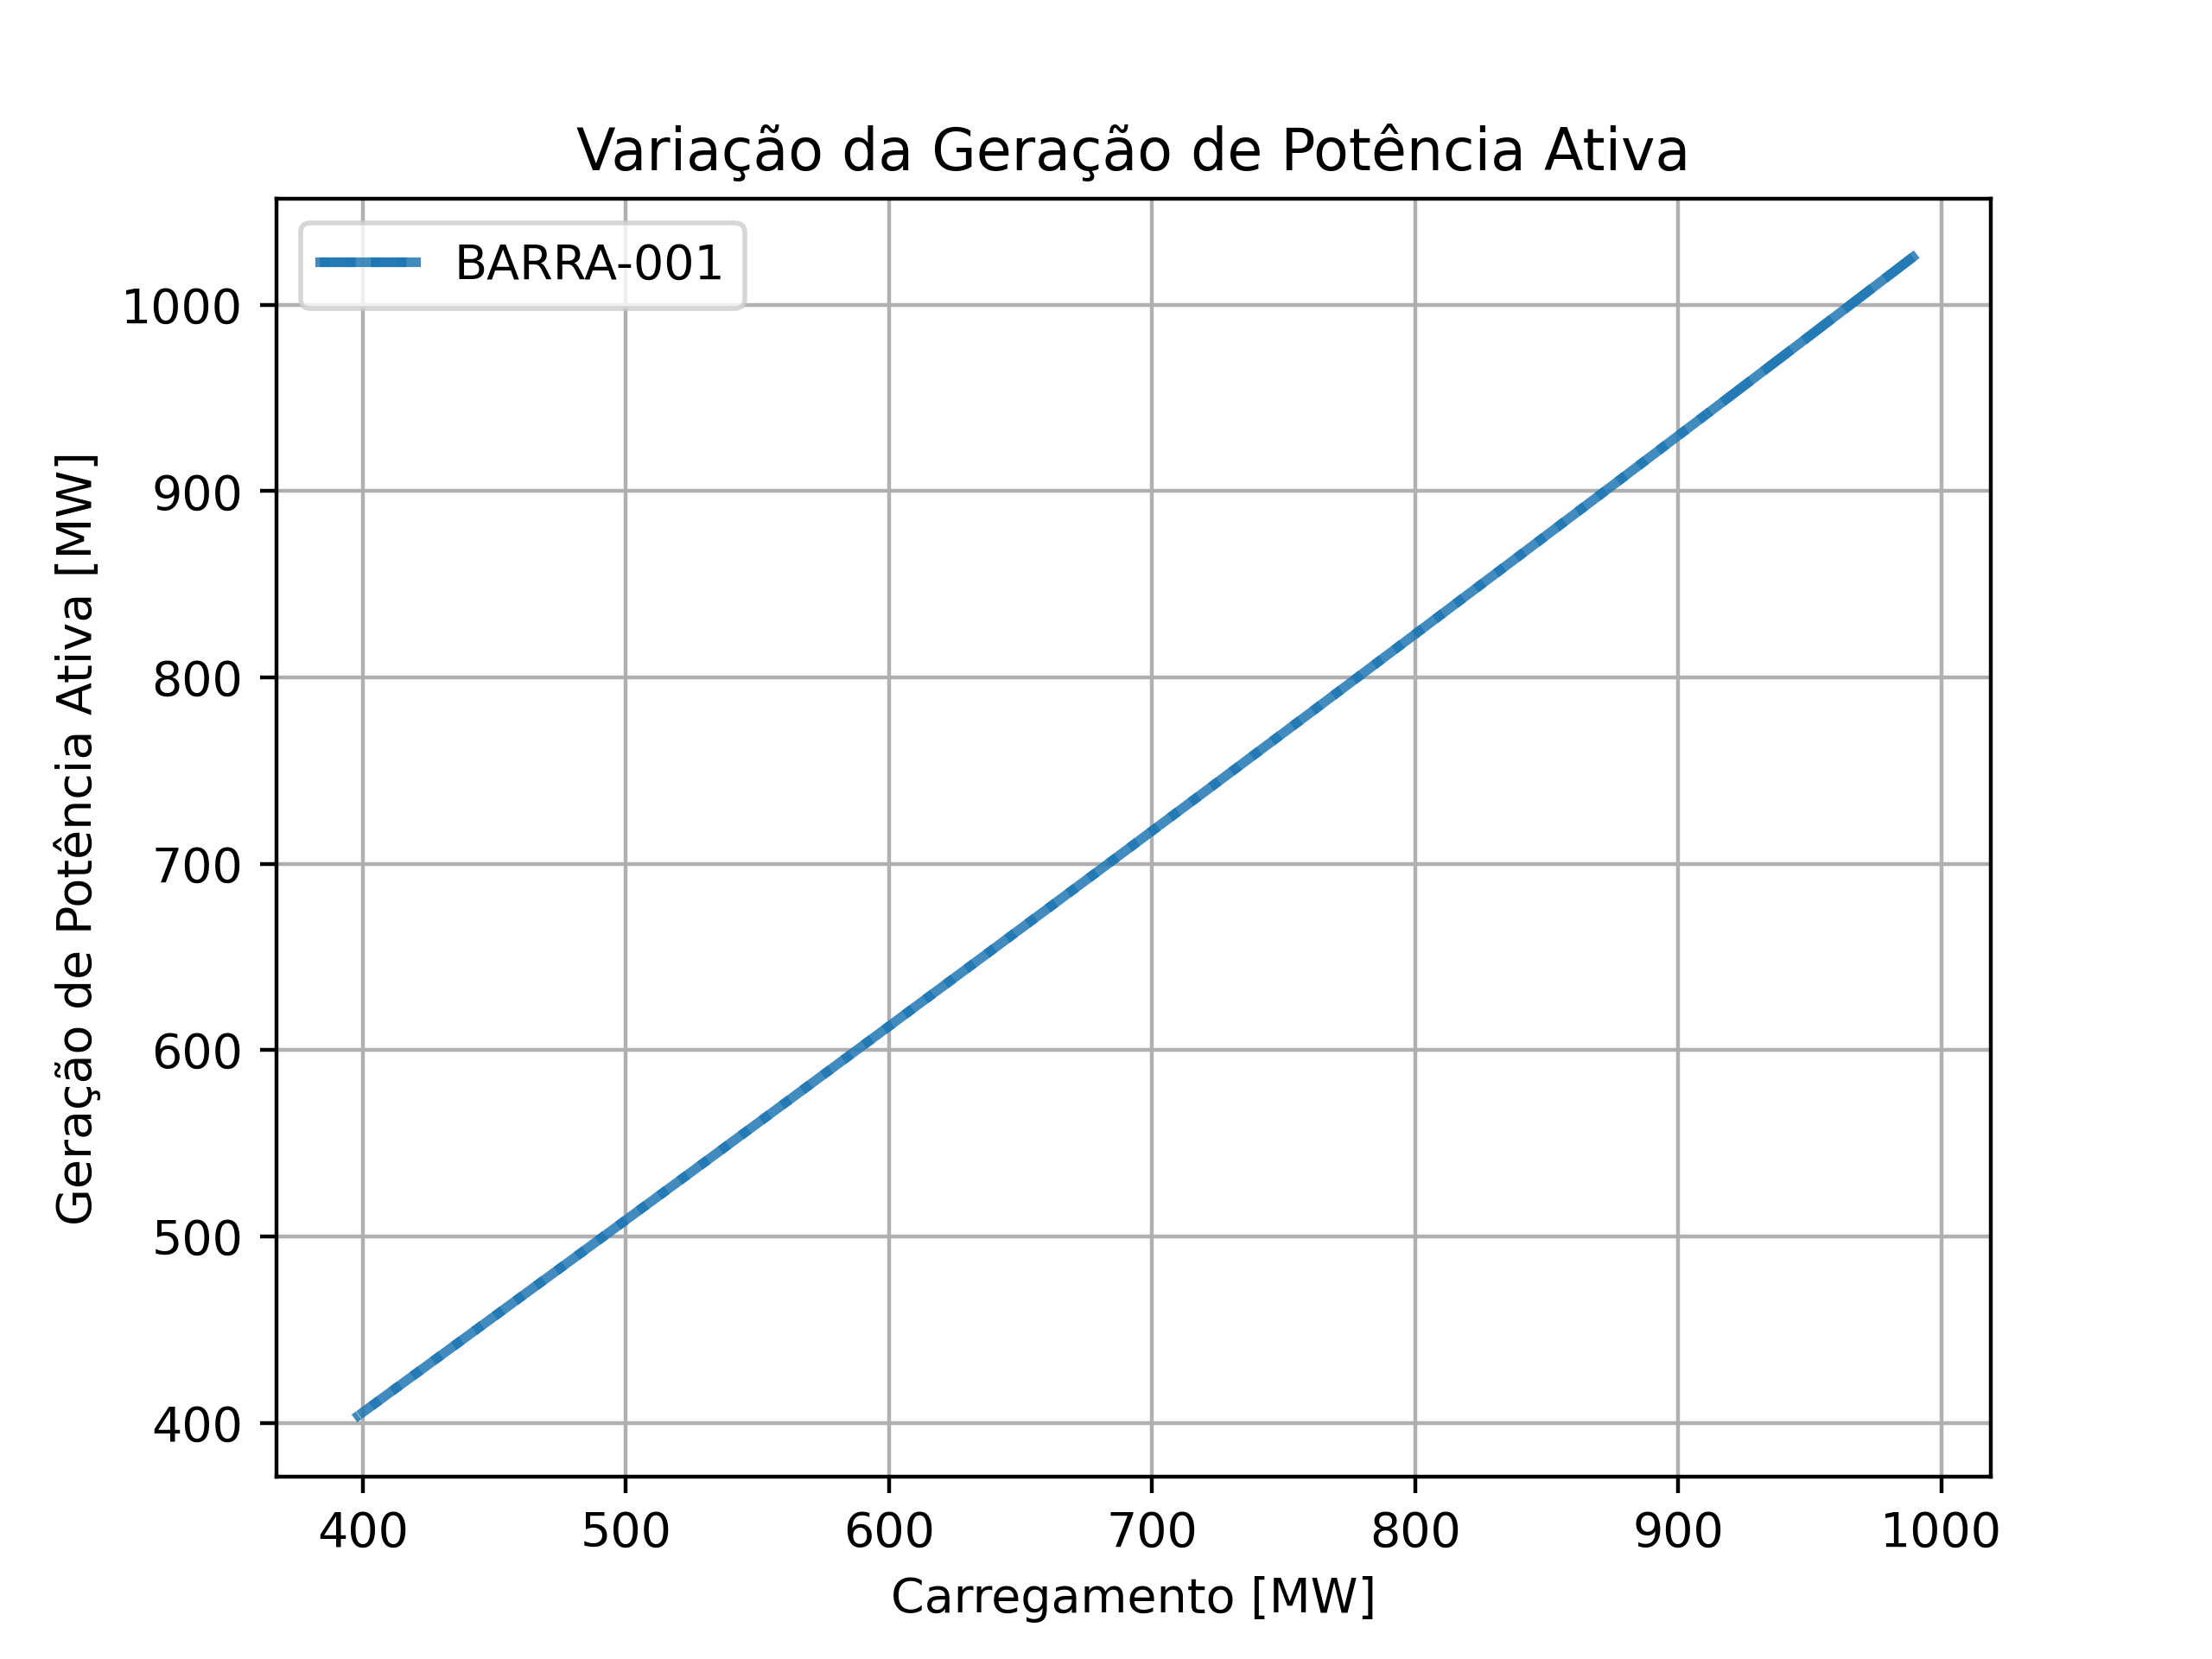 Variação da Geração de Potência Ativa
BARRA-001
Geração de Potência Ativa [MW]
1000
900
800
700
600
500
400
400 500 600 700 800 900 1000
Carregamento [MW]